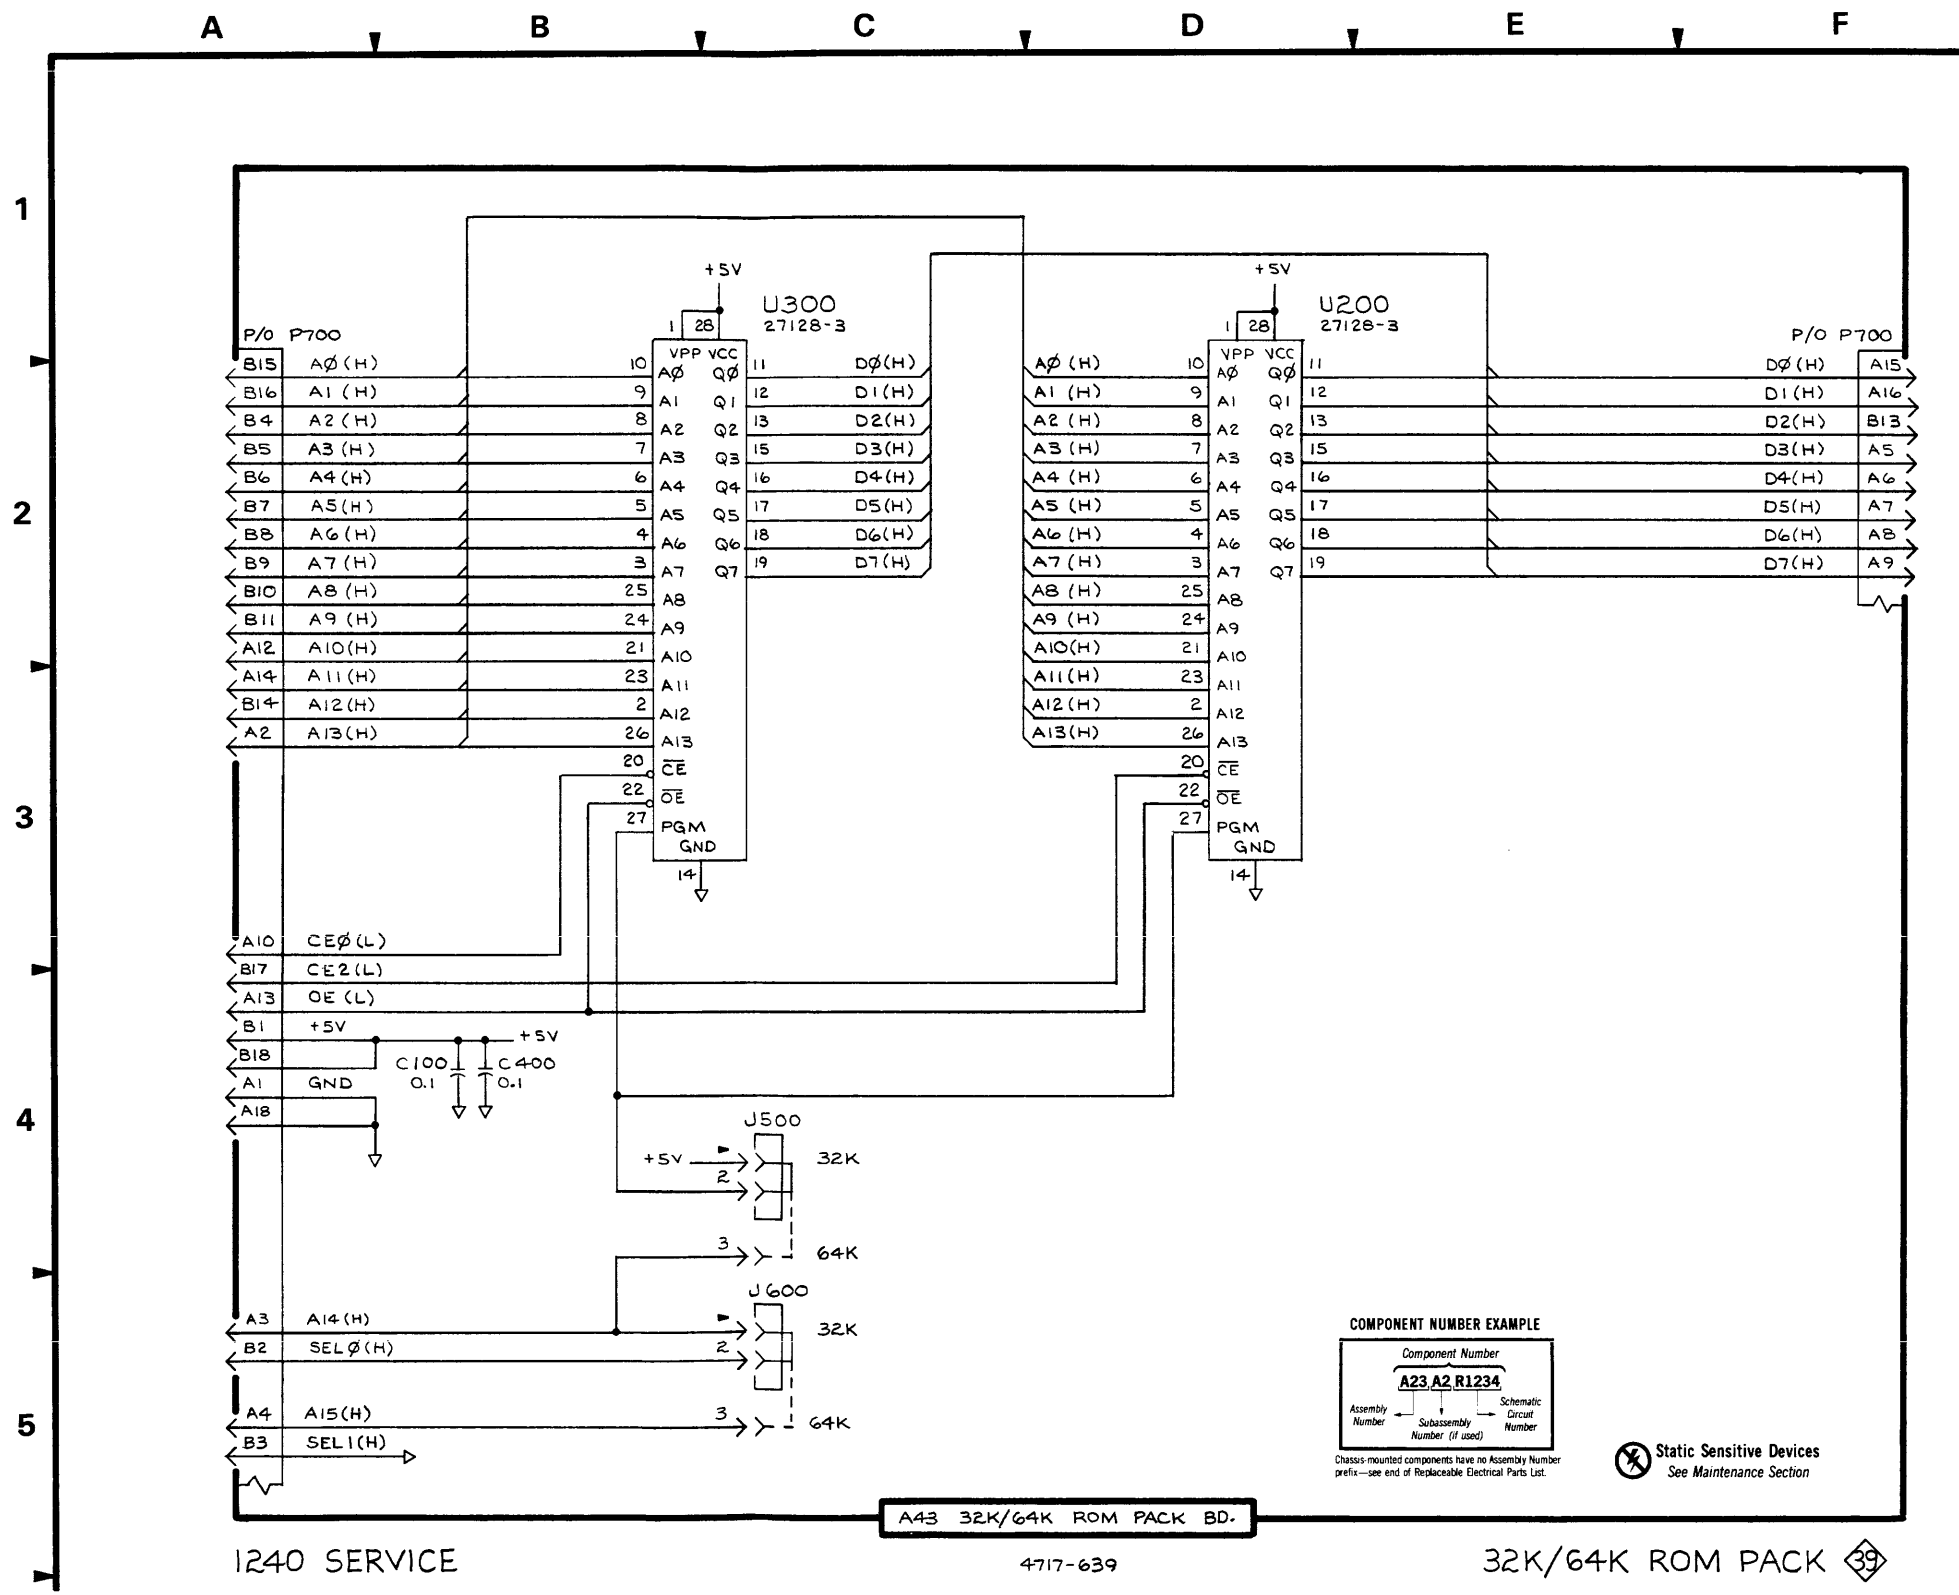 A B C D E F
1
+5V +5V
U300 U200
27128-3 27128-3
1 28 1 28
P/O P700 P/O P700
VPP VCC VPP VCC
B15 AØ(H) 10 AØ QØ 11 DØ(H) AØ(H) 10 AØ QØ 11 DØ(H) A15
B16 A1(H) 9 A1 Q1 12 D1(H) A1(H) 9 A1 Q1 12 D1(H) A16
B4 A2(H) 8 A2 Q2 13 D2(H) A2(H) 8 A2 Q2 13 D2(H) B13
B5 A3(H) 7 A3 Q3 15 D3(H) A3(H) 7 A3 Q3 15 D3(H) A5
B6 A4(H) 6 A4 Q4 16 D4(H) A4(H) 6 A4 Q4 16 D4(H) A6
2
B7 A5(H) 5 A5 Q5 17 D5(H) A5(H) 5 A5 Q5 17 D5(H) A7
B8 A6(H) 4 A6 Q6 18 D6(H) A6(H) 4 A6 Q6 18 D6(H) A8
B9 A7(H) 3 A7 Q7 19 D7(H) A7(H) 3 A7 Q7 19 D7(H) A9
B10 A8(H) 25 A8 A8(H) 25 A8
B11 A9(H) 24 A9 A9(H) 24 A9
A12 A10(H) 21 A10 A10(H) 21 A10
A14 A11(H) 23 A11 A11(H) 23 A11
B14 A12(H) 2 A12 A12(H) 2 A12
A2 A13(H) 26 A13 A13(H) 26 A13
20 CE 20 CE
22 OE 22 OE
3
27 PGM 27 PGM
GND GND
14 14
A10 CEØ(L)
B17 CE2(L)
A13 OE(L)
B1 +5V +5V
B18 C100 C400
0.1 0.1
A1 GND
A18
4
J500
+5V 32K
2
3 64K
J600
A3 A14(H) 32K
B2 SELØ(H) 2
5
A4 A15(H) 3 64K
B3 SEL1(H)
COMPONENT NUMBER EXAMPLE
Component Number
A23 A2 R1234
Assembly Number
Subassembly Number (if used)
Schematic Circuit Number
Chassis-mounted components have no Assembly Number
prefix—see end of Replaceable Electrical Parts List.
Static Sensitive Devices
See Maintenance Section
A43 32K/64K ROM PACK BD.
1240 SERVICE 4717-639 32K/64K ROM PACK 39